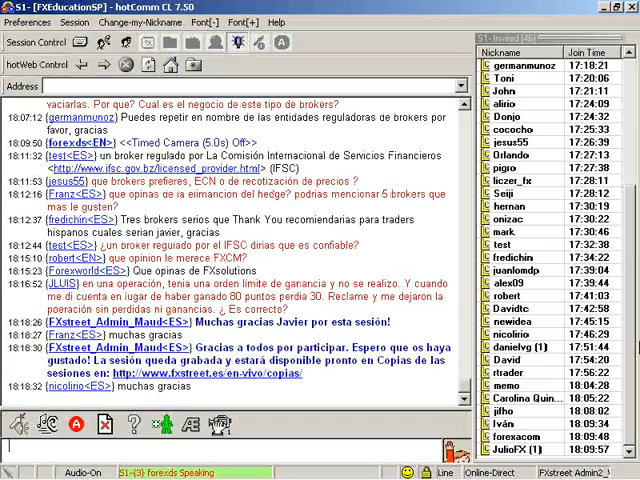 S1- [FXEducationSP] - hotComm CL 7.50
Preferences Session Change-my-Nickname Font[-] Font[+] Help
Session Control
hotWeb Control
Address
vaciarlas. Por que? Cual es el negocio de este tipo de brokers?
18:07:12 {germanmunoz} Puedes repetir en nombre de las entidades reguladoras de brokers por
favor, gracias
18:09:50 {forexds<EN>} <<Timed Camera (5.0s) Off>>
18:11:32 {test<ES>} un broker regulado por La Comisión Internacional de Servicios Financieros
<http://www.ifsc.gov.bz/licensed_provider.html> (IFSC)
18:11:53 {jesus55} que brokers prefieres, ECN o de recotización de precios ?
18:12:16 {Franz<ES>} que opinas de la eliminacion del hedge? podrias mencionar 5 brokers que
mas le gusten?
18:12:37 {fredichin<ES>} Tres brokers serios que Thank You recomiendarias para traders
hispanos cuales serian javier, gracias
18:12:44 {test<ES>} ¿un broker regulado por el IFSC dirias que es confiable?
18:15:10 {robert<EN>} que opinion le merece FXCM?
18:15:23 {Forexworld<ES>} Que opinas de FXsolutions
18:16:52 {JLUIS} en una operación, tenia una orden límite de ganancia y no se realizo. Y cuando
me di cuenta en lugar de haber ganado 80 puntos perdia 30. Reclame y me dejaron la
poeración sin perdidas ni ganancias. ¿ Es correcto?
18:18:26 {FXstreet_Admin_Maud<ES>} Muchas gracias Javier por esta sesión!
18:18:27 {Franz<ES>} muchas gracias
18:18:30 {FXstreet_Admin_Maud<ES>} Gracias a todos por participar. Espero que os haya
gustado! La sesión queda grabada y estará disponible pronto en Copias de las
sesiones en: http://www.fxstreet.es/en-vivo/copias/
18:18:32 {nicolirio<ES>} muchas gracias
Audio-On S1-{3} forexds Speaking Line Online-Direct FXstreet Admin2_
S1- Invited [46]
Nickname Join Time
germanmunoz 17:18:21
Toni 17:20:06
John 17:21:11
alirio 17:24:09
Donjo 17:24:32
cococho 17:25:33
jesus55 17:26:39
Orlando 17:27:13
pigro 17:27:38
liczer_fx 17:28:11
Seiji 17:28:12
hernan 17:30:19
onizac 17:30:22
mark 17:30:46
test 17:32:38
fredichin 17:34:22
juanlomdp 17:39:04
alex09 17:39:44
robert 17:41:03
Davidtc 17:42:58
newidea 17:45:15
nicolirio 17:46:29
danielvg (1) 17:51:44
David 17:54:20
rtrader 17:56:22
memo 18:04:28
Carolina Quin... 18:05:22
jifho 18:08:02
Iván 18:09:34
forexacom 18:09:48
JulioFX (1) 18:09:57